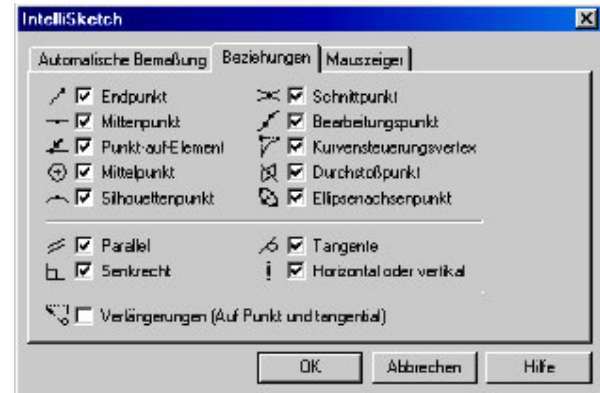 IntelliSketch
Automatische Bemaßung Beziehungen Mauszeiger
Endpunkt Schnittpunkt
Mittenpunkt Bearbeitungspunkt
Punkt-auf-Element Kurvensteuerungsvertex
Mittelpunkt Durchstoßpunkt
Silhouettenpunkt Ellipsenachsenpunkt
Parallel Tangente
Senkrecht Horizontal oder vertikal
Verlängerungen (Auf Punkt und tangential)
OK Abbrechen Hilfe